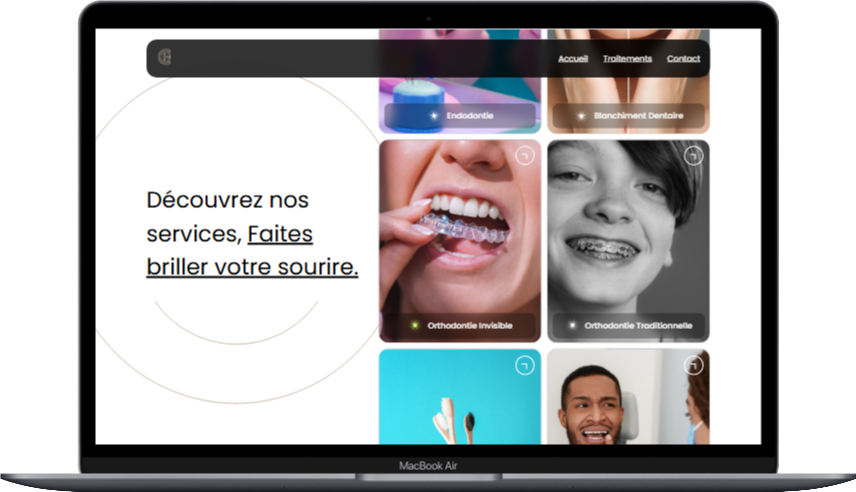 Accueil Traitements Contact
Endodontie
Blanchiment Dentaire
Découvrez nos
services, Faites
briller votre sourire.
Orthodontie Invisible
Orthodontie Traditionnelle
MacBook Air